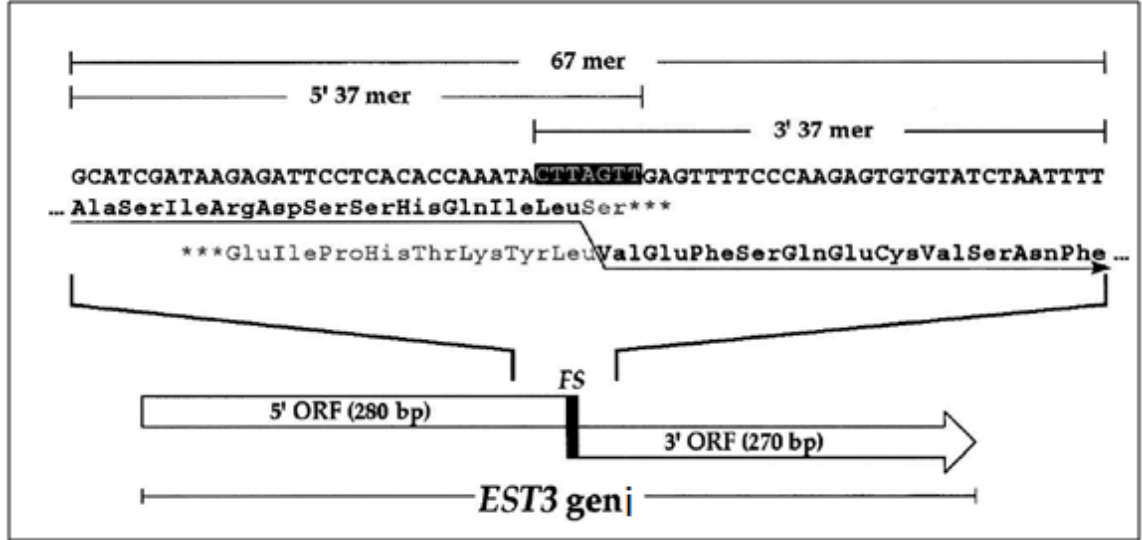 67 mer
5' 37 mer
3' 37 mer
GCATCGATAAGAGATTCCTCACACCAAATACTTAGTTGAGTTTTCCCAAGAGTGTGTATCTAATTTT
... AlaSerIleArgAspSerSerHisGlnIleLeuSer***
***GluIleProHisThrLysTyrLeuValGluPheSerGlnGluCysValSerAsnPhe ...
FS
5' ORF (280 bp)
3' ORF (270 bp)
EST3 geni